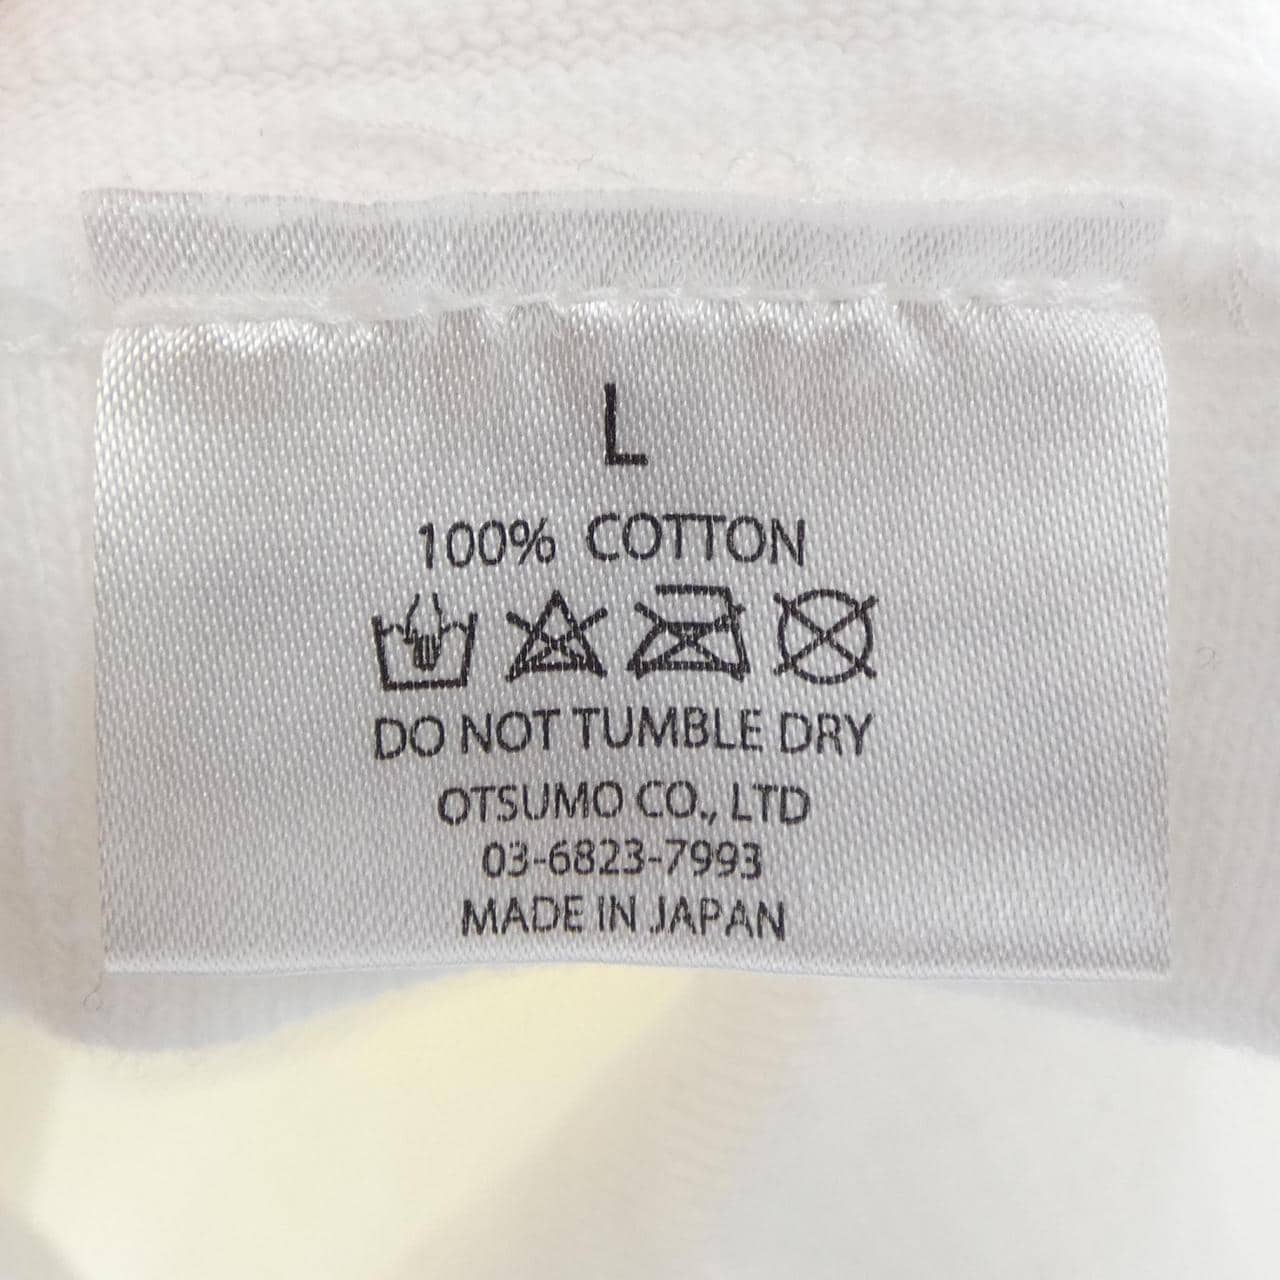 L
100% COTTON
DO NOT TUMBLE DRY
OTSUMO CO., LTD
03-6823-7993
MADE IN JAPAN